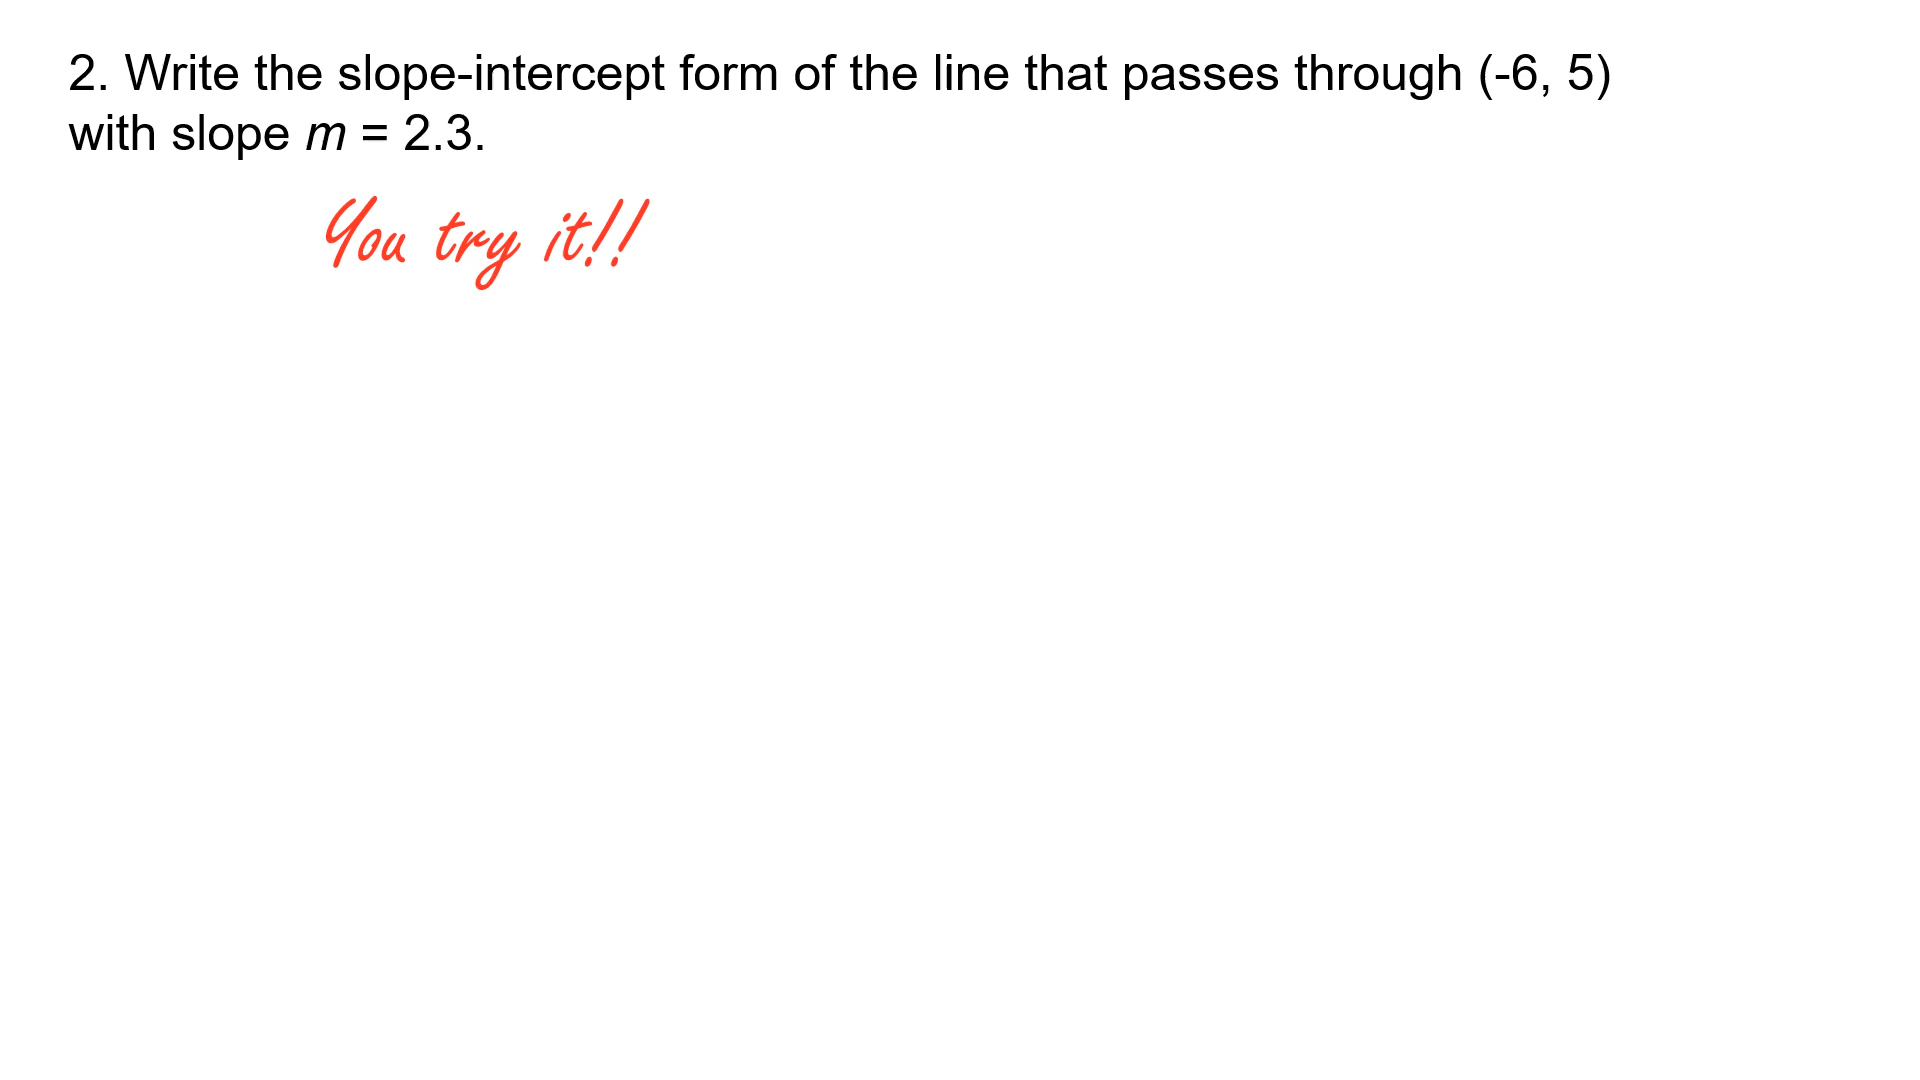 2. Write the slope-intercept form of the line that passes through (-6, 5)
with slope m = 2.3.
You try it!!